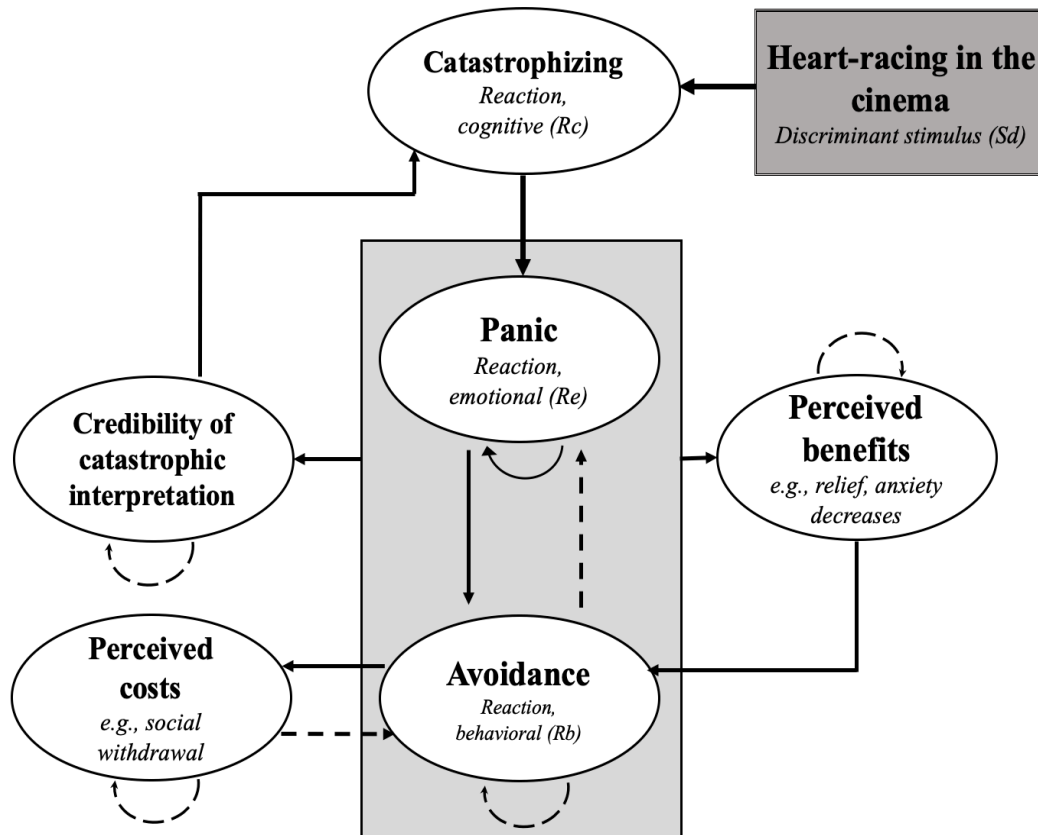 Catastrophizing
Reaction,
cognitive (Rc)
Heart-racing in the
cinema
Discriminant stimulus (Sd)
Panic
Reaction,
emotional (Re)
Credibility of
catastrophic
interpretation
Perceived
benefits
e.g., relief, anxiety
decreases
Perceived
costs
e.g., social
withdrawal
Avoidance
Reaction,
behavioral (Rb)